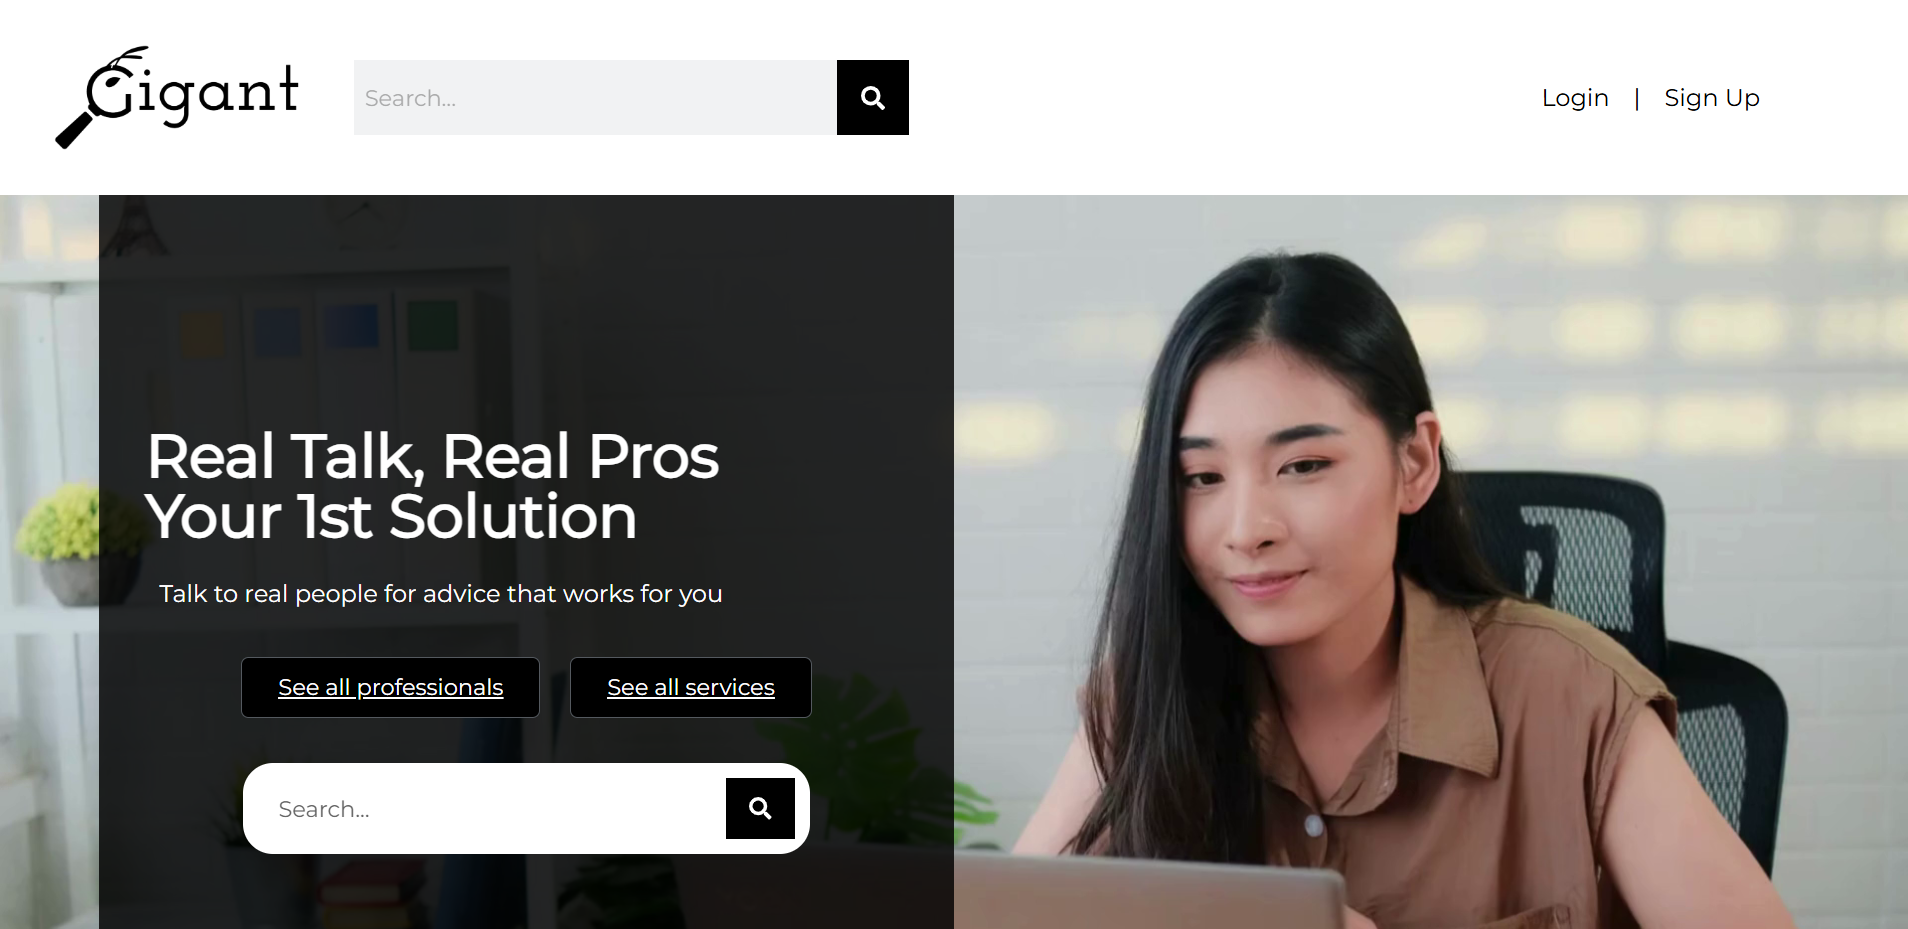 Gigant
Search...
Login | Sign Up
Real Talk, Real Pros
Your 1st Solution
Talk to real people for advice that works for you
See all professionals
See all services
Search...